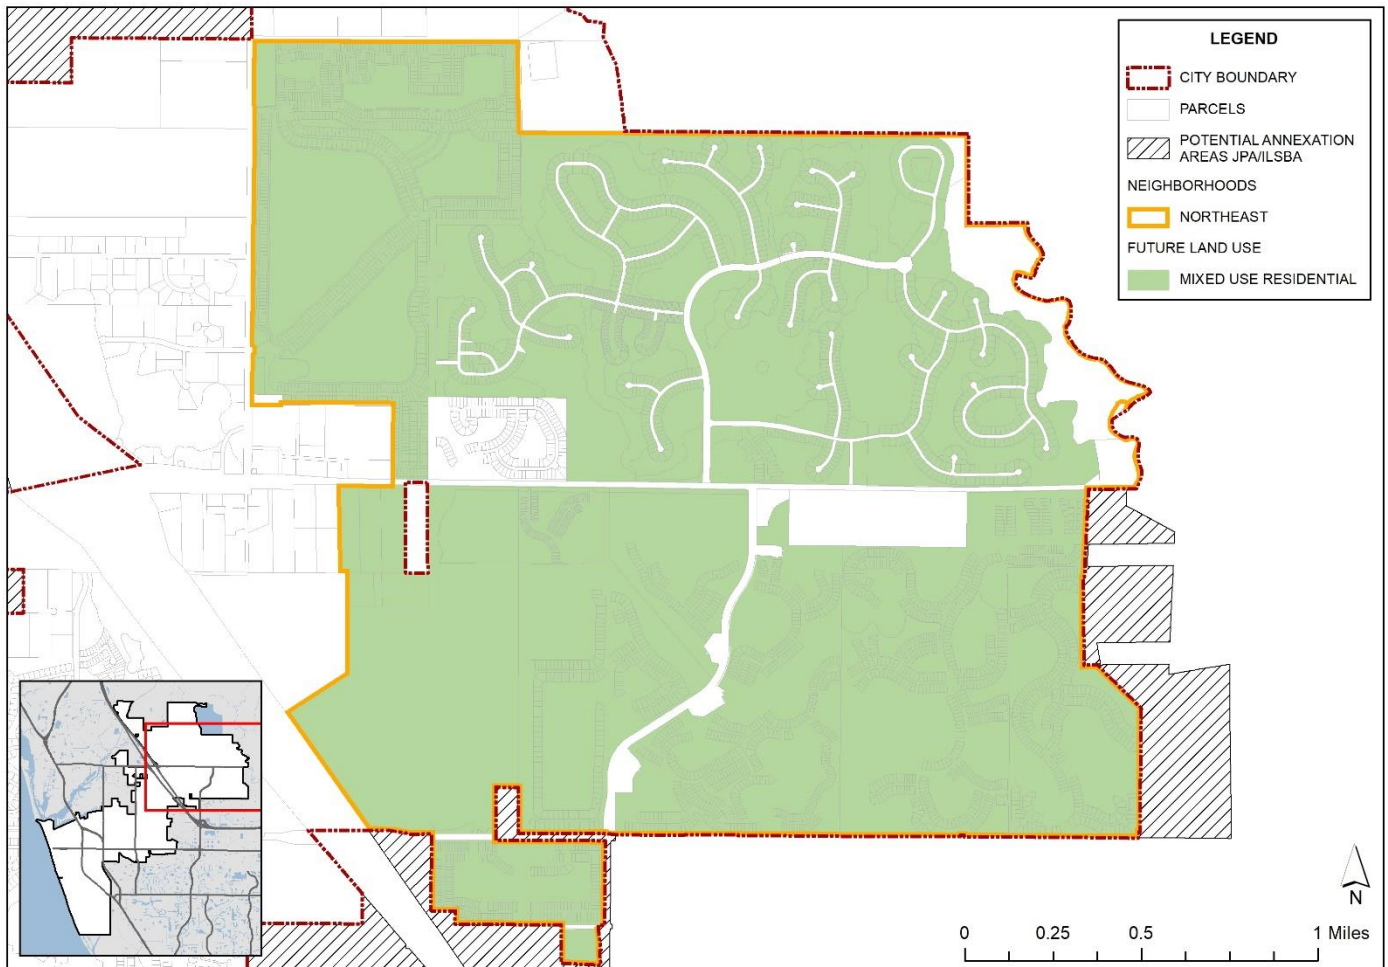 LEGEND
CITY BOUNDARY
PARCELS
POTENTIAL ANNEXATION
AREAS JPA/ILSBA
NEIGHBORHOODS
NORTHEAST
FUTURE LAND USE
MIXED USE RESIDENTIAL
N
0 0.25 0.5 1 Miles